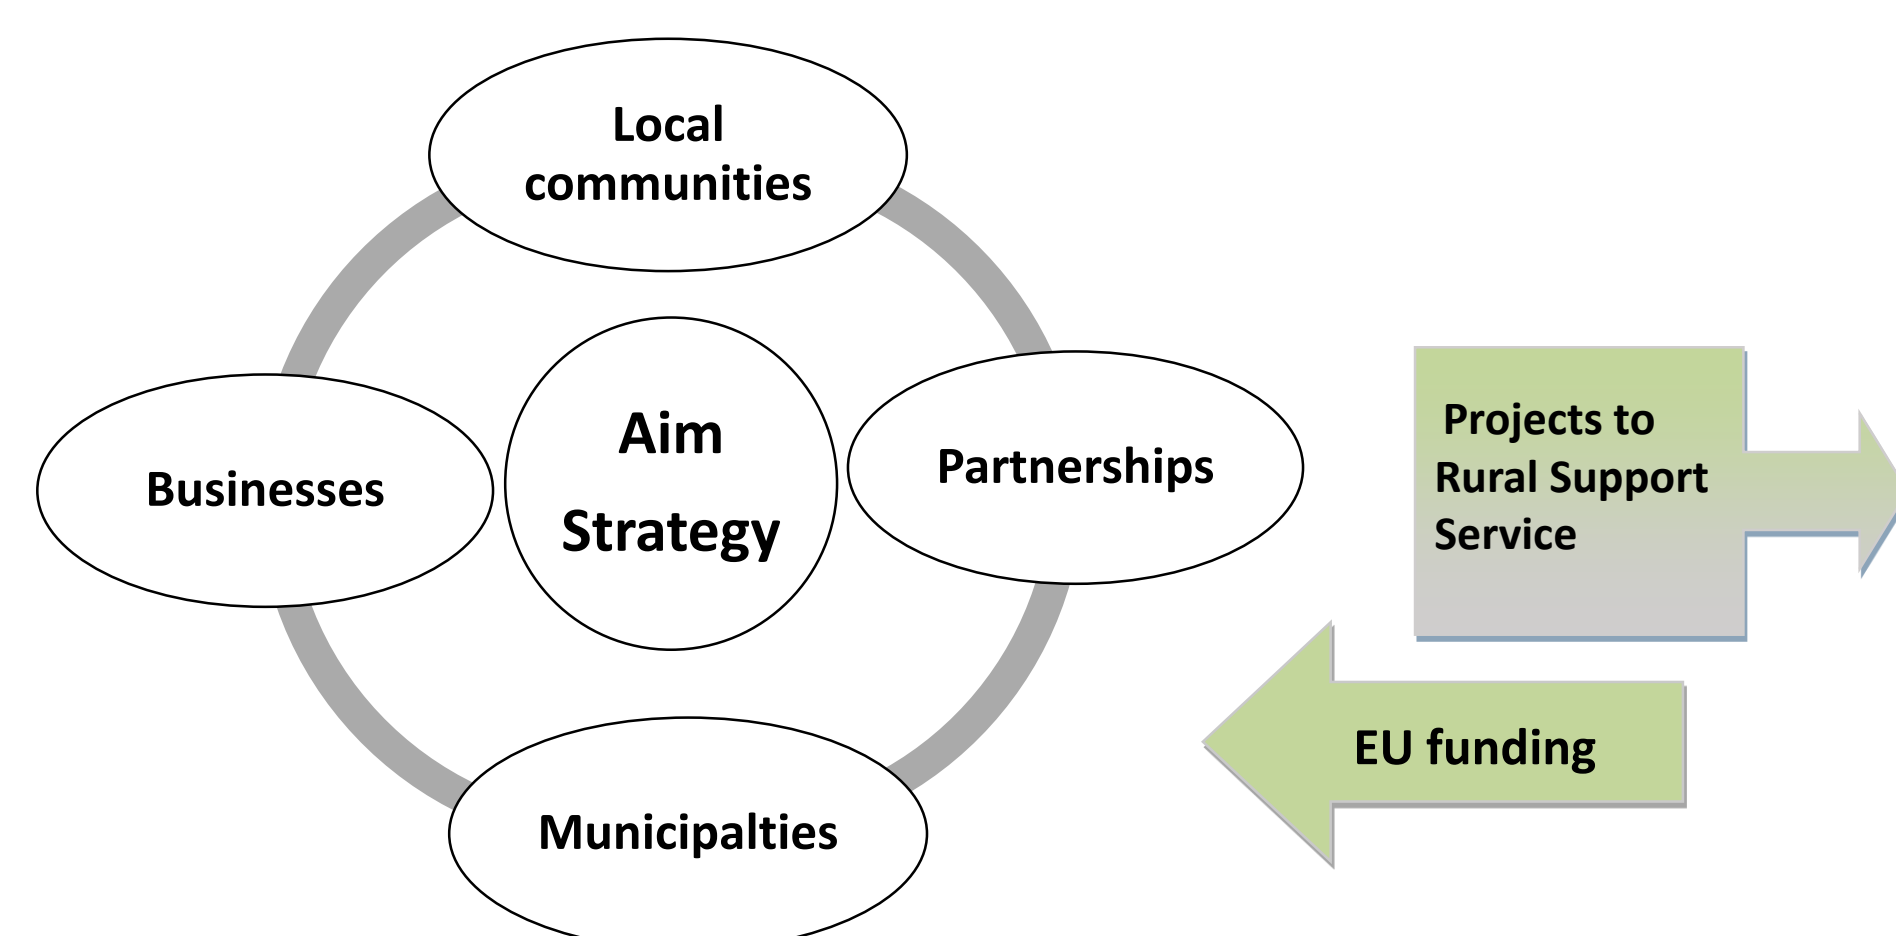 Local
communities
Businesses
Aim
Strategy
Partnerships
Municipalties
Projects to
Rural Support
Service
EU funding